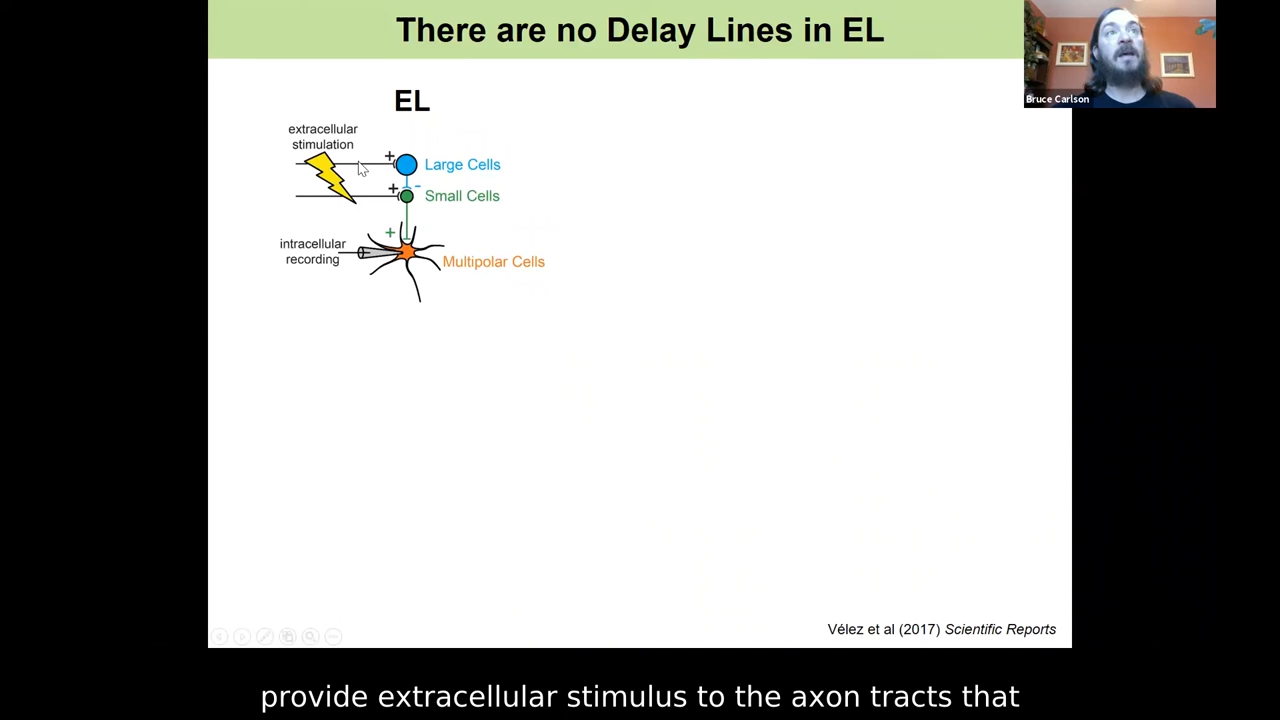 There are no Delay Lines in EL
Bruce Carlson
EL
extracellular
stimulation
+
Large Cells
-
+
Small Cells
+
intracellular
recording
Multipolar Cells
Vélez et al (2017) Scientific Reports
provide extracellular stimulus to the axon tracts that